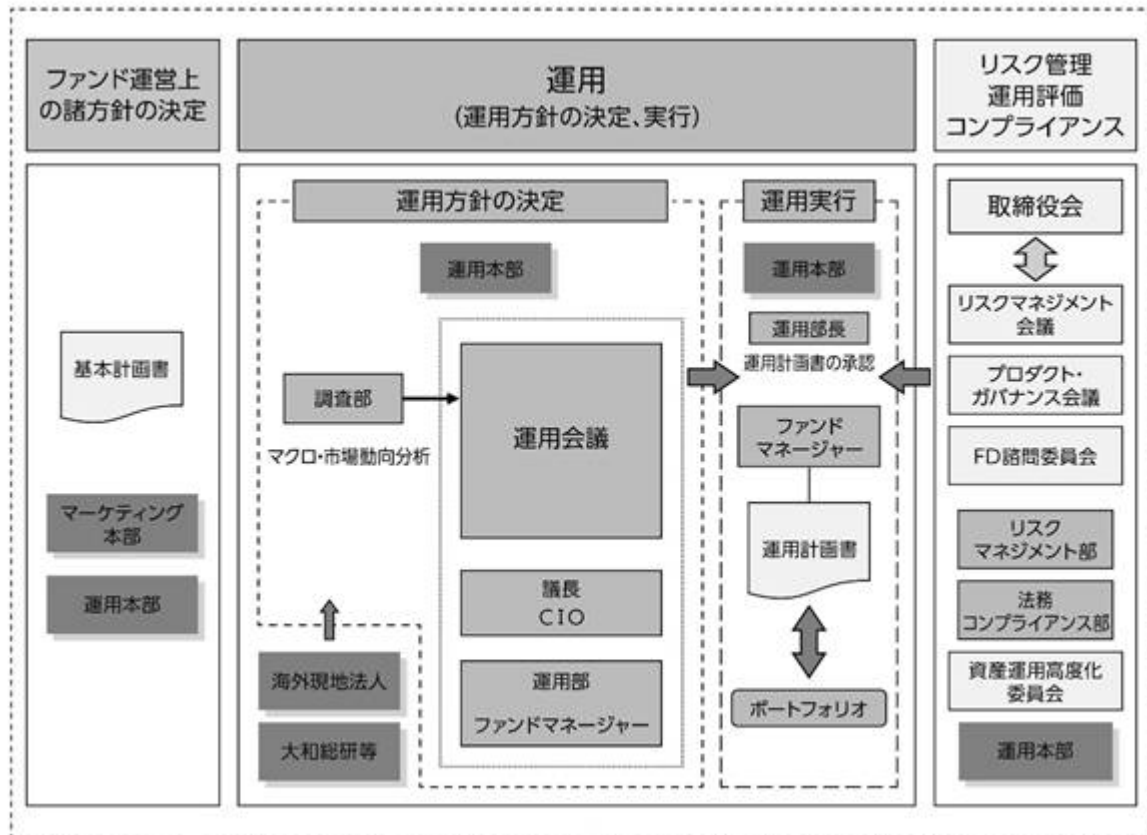 ファンド運営上
の諸方針の決定
運用
(運用方針の決定、実行)
リスク管理
運用評価
コンプライアンス
基本計画書
マーケティング
本部
運用本部
運用方針の決定
運用本部
調査部
マクロ・市場動向分析
運用会議
議長
CIO
運用部
ファンドマネージャー
海外現地法人
大和総研等
運用実行
運用本部
運用部長
運用計画書の承認
ファンド
マネージャー
運用計画書
ポートフォリオ
取締役会
リスクマネジメント
会議
プロダクト・
ガバナンス会議
FD諮問委員会
リスク
マネジメント部
法務
コンプライアンス部
資産運用高度化
委員会
運用本部